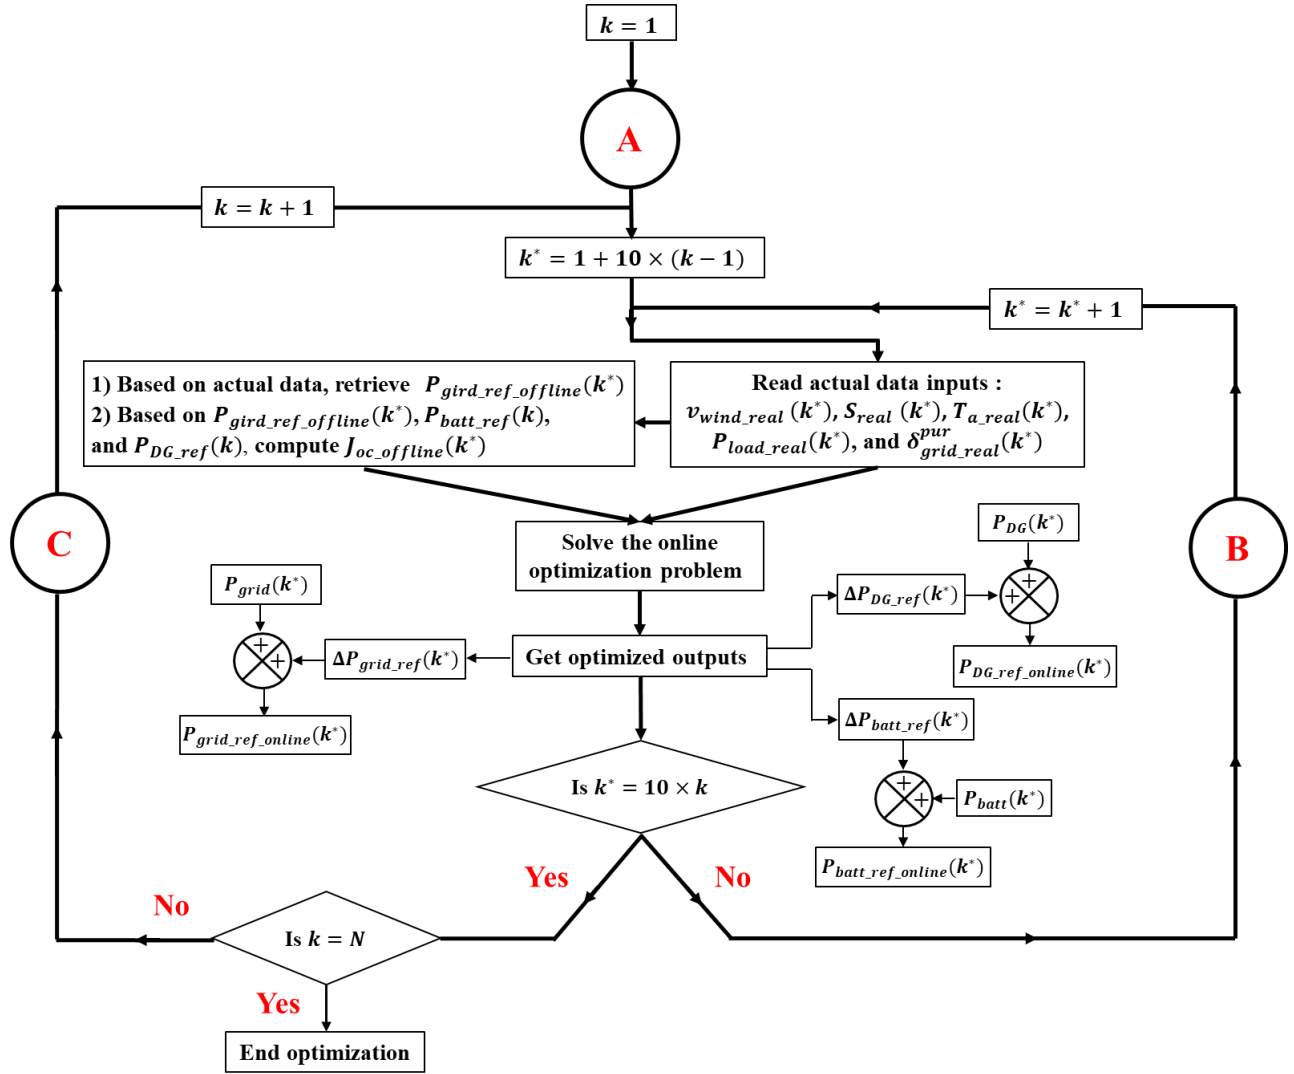 k = 1
A
k = k + 1
k* = 1 + 10 × (k − 1)
k* = k* + 1
1) Based on actual data, retrieve P_gird_ref_offline(k*)
2) Based on P_gird_ref_offline(k*), P_batt_ref(k),
and P_DG_ref(k), compute J_oc_offline(k*)
Read actual data inputs :
v_wind_real (k*), S_real (k*), T_a_real(k*),
P_load_real(k*), and δ^pur_grid_real(k*)
C
B
Solve the online
optimization problem
P_DG(k*)
P_grid(k*)
ΔP_DG_ref(k*)
+
+
+
+
ΔP_grid_ref(k*)
Get optimized outputs
P_DG_ref_online(k*)
P_grid_ref_online(k*)
ΔP_batt_ref(k*)
Is k* = 10 × k
+
+
P_batt(k*)
P_batt_ref_online(k*)
Yes
No
No
Is k = N
Yes
End optimization